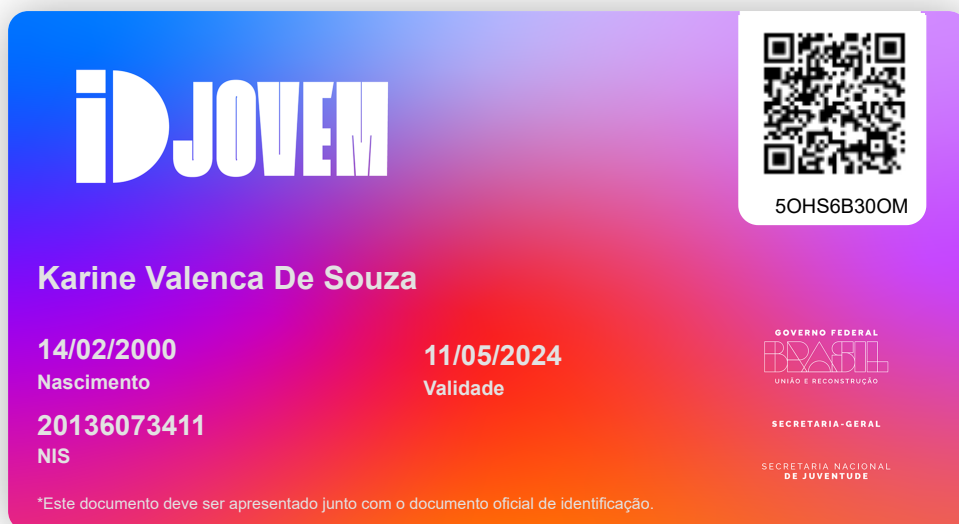 iD JOVEM
5OHS6B30OM
Karine Valenca De Souza
14/02/2000
Nascimento
11/05/2024
Validade
20136073411
NIS
GOVERNO FEDERAL
BRASIL
UNIÃO E RECONSTRUÇÃO
SECRETARIA-GERAL
SECRETARIA NACIONAL
DE JUVENTUDE
*Este documento deve ser apresentado junto com o documento oficial de identificação.